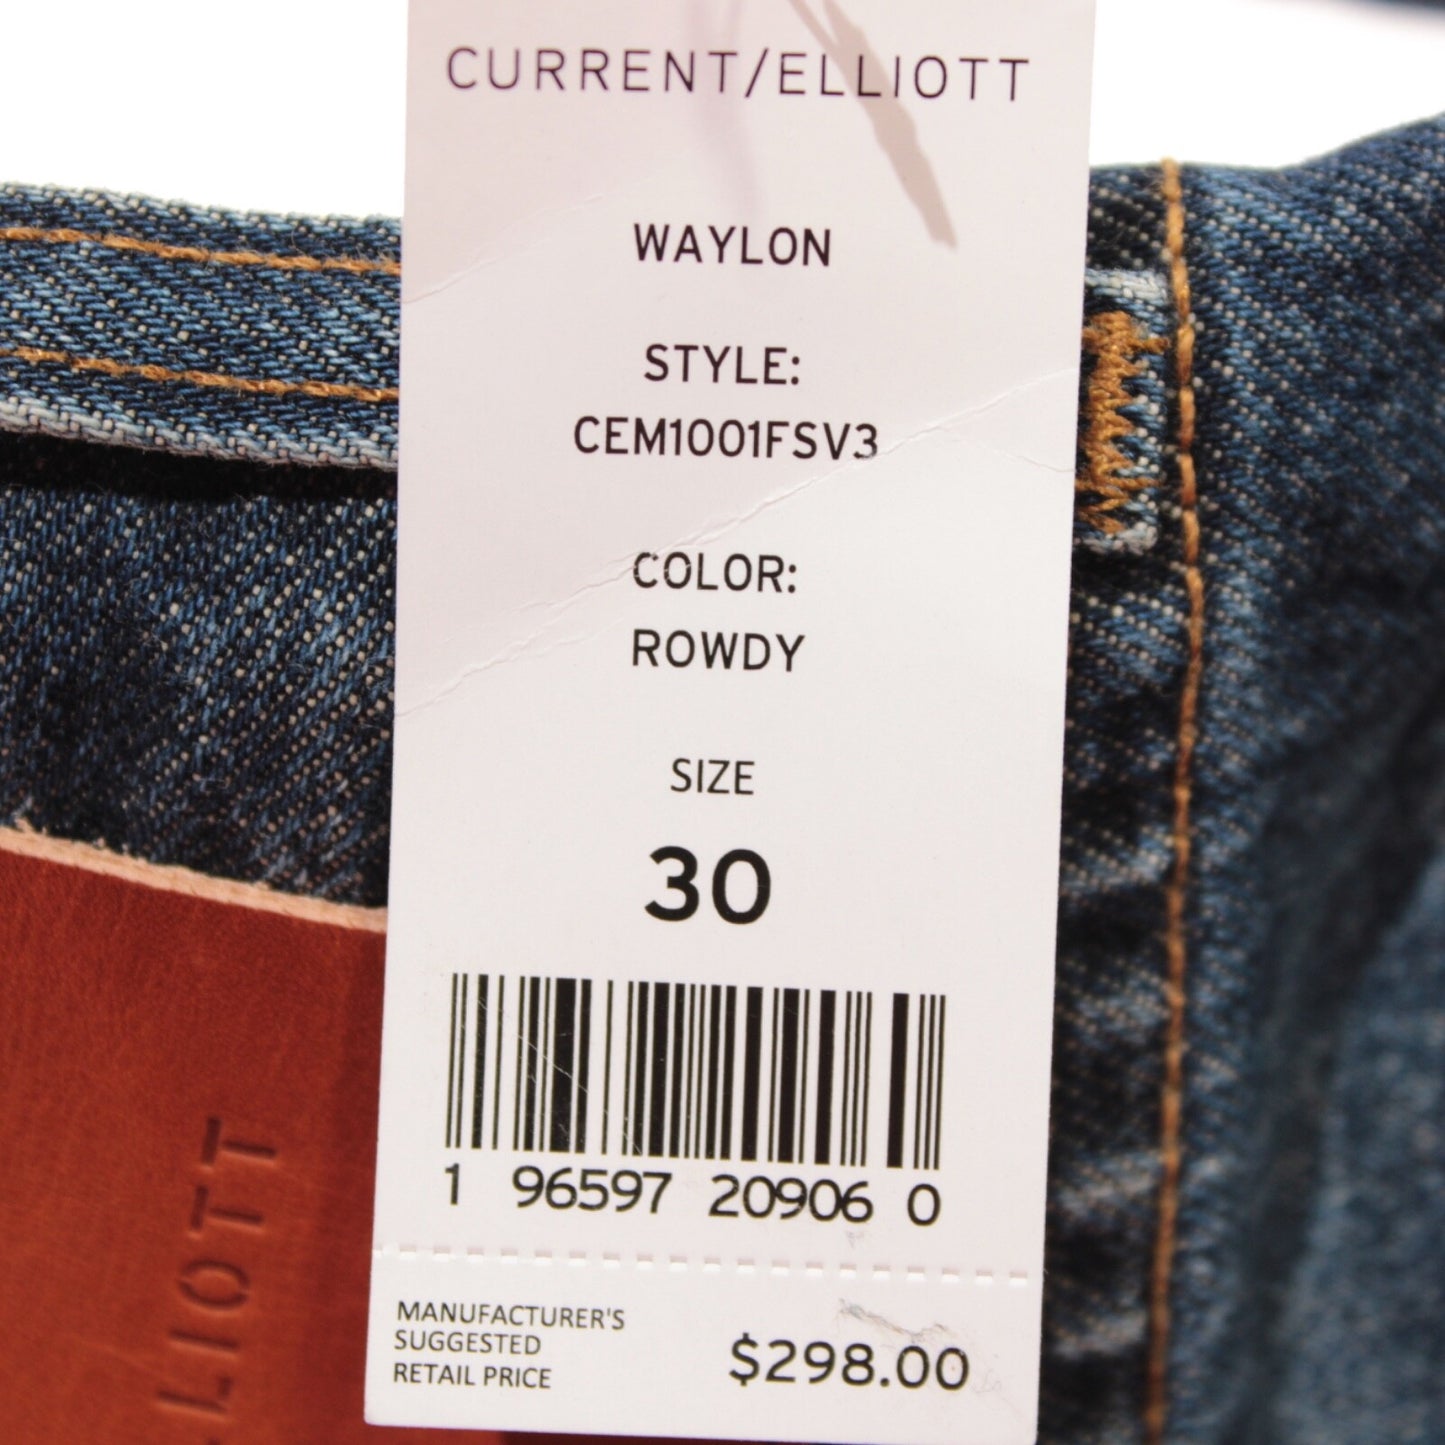 CURRENT/ELLIOTT
WAYLON
STYLE:
CEM1001FSV3
COLOR:
ROWDY
SIZE
30
1 96597 20906 0
MANUFACTURER'S
SUGGESTED
RETAIL PRICE
$298.00
LIOTT